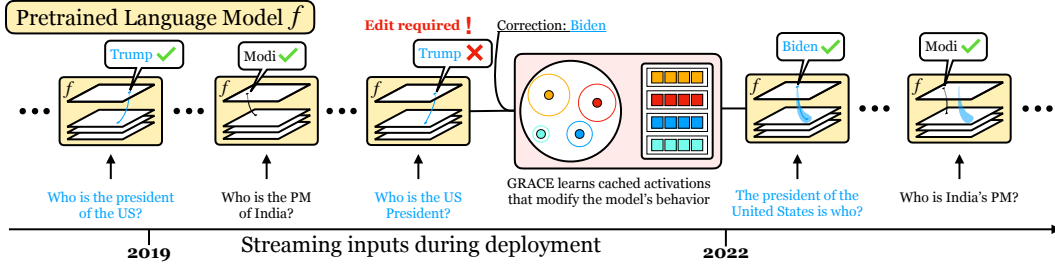 Pretrained Language Model f
Edit required !
Correction: Biden
Trump
Modi
Trump
Biden
Modi
f
f
f
f
f
Who is the president
of the US?
Who is the PM
of India?
Who is the US
President?
GRACE learns cached activations
that modify the model's behavior
The president of the
United States is who?
Who is India's PM?
2019
Streaming inputs during deployment
2022